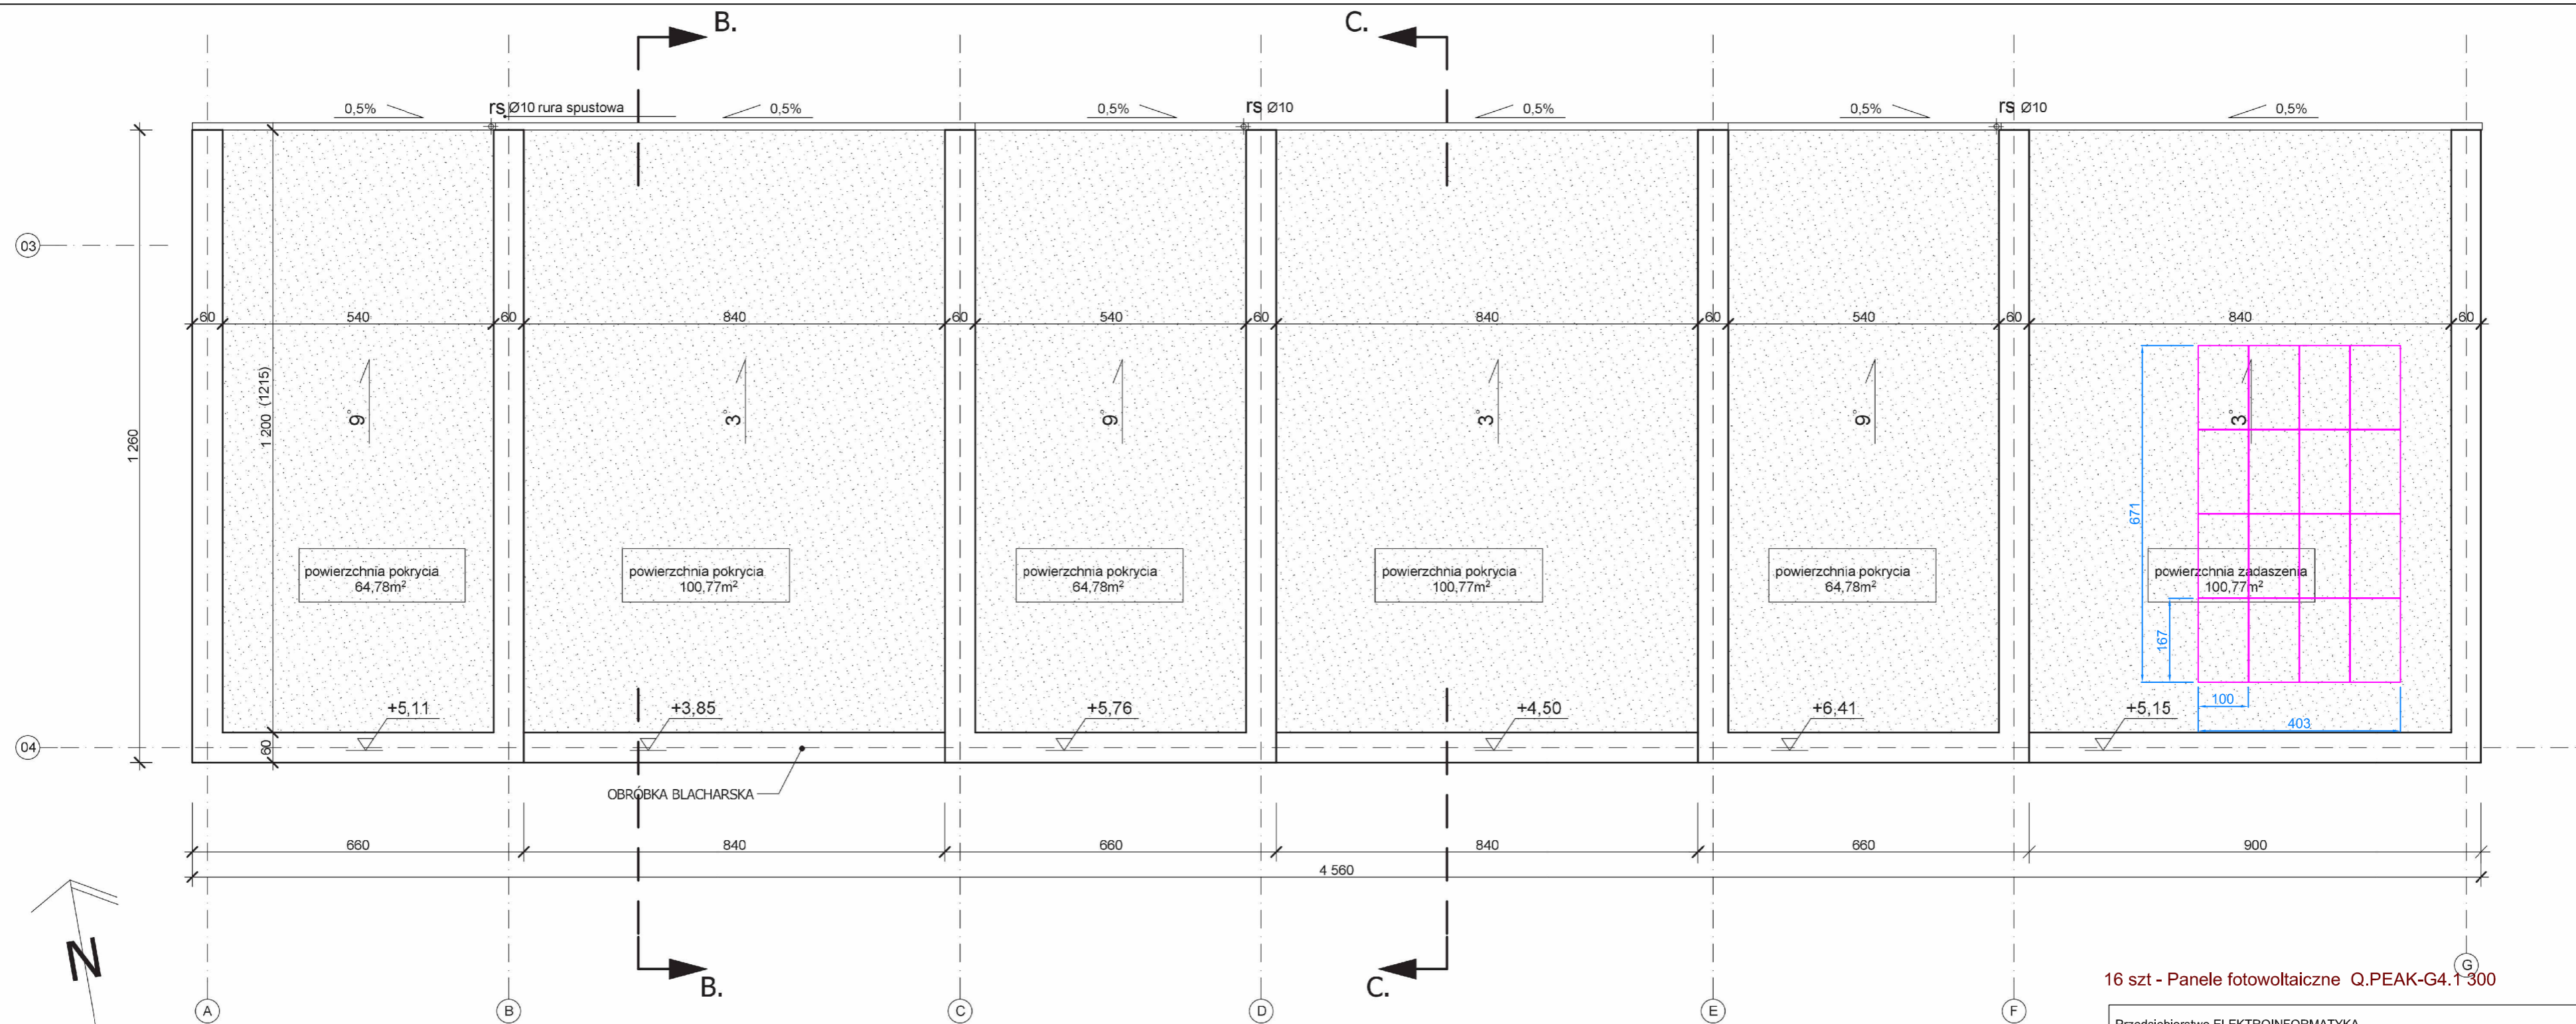 B.
C.
0,5%
rs Ø10 rura spustowa
0,5%
0,5%
rs Ø10
0,5%
0,5%
rs Ø10
0,5%
03
60
540
60
840
60
540
60
840
60
540
60
840
60
1 260
1 200 (1215)
9°
3°
9°
3°
9°
3°
671
powierzchnia pokrycia
64,78m²
powierzchnia pokrycia
100,77m²
powierzchnia pokrycia
64,78m²
powierzchnia pokrycia
100,77m²
powierzchnia pokrycia
64,78m²
powierzchnia zadaszenia
100,77m²
167
100
403
+5,11
+3,85
+5,76
+4,50
+6,41
+5,15
04
60
OBRÓBKA BLACHARSKA
660
840
660
840
660
900
4 560
N
B.
C.
16 szt - Panele fotowoltaiczne Q.PEAK-G4.1 300
A
B
C
D
E
F
G
Przedsiębiorstwo ELEKTROINFORMATYKA